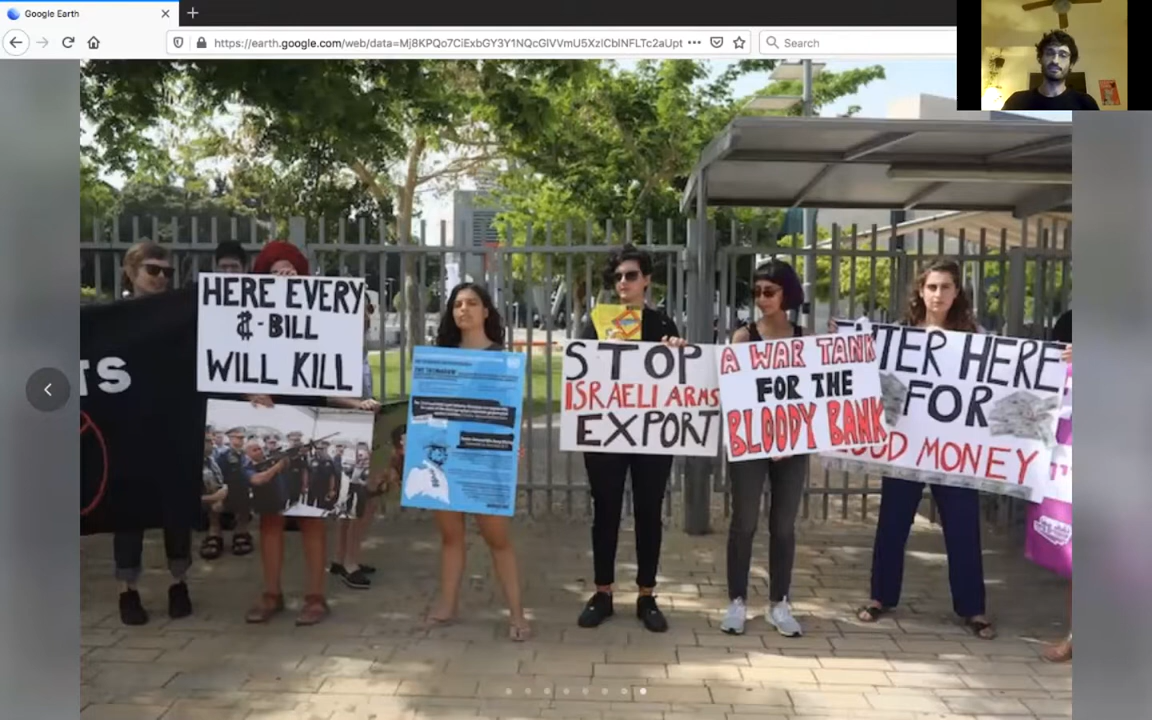 Google Earth
https://earth.google.com/web/data=Mj8KPQo7CiExbGY3Y1NQcGlVVmU5XzlCblNFLTc2aUpt
Search
TS
HERE EVERY
$-BILL
WILL KILL
STOP
ISRAELI ARMS
EXPORT
A WAR TANK
FOR THE
BLOODY BANK
TER HERE
FOR
OD MONEY